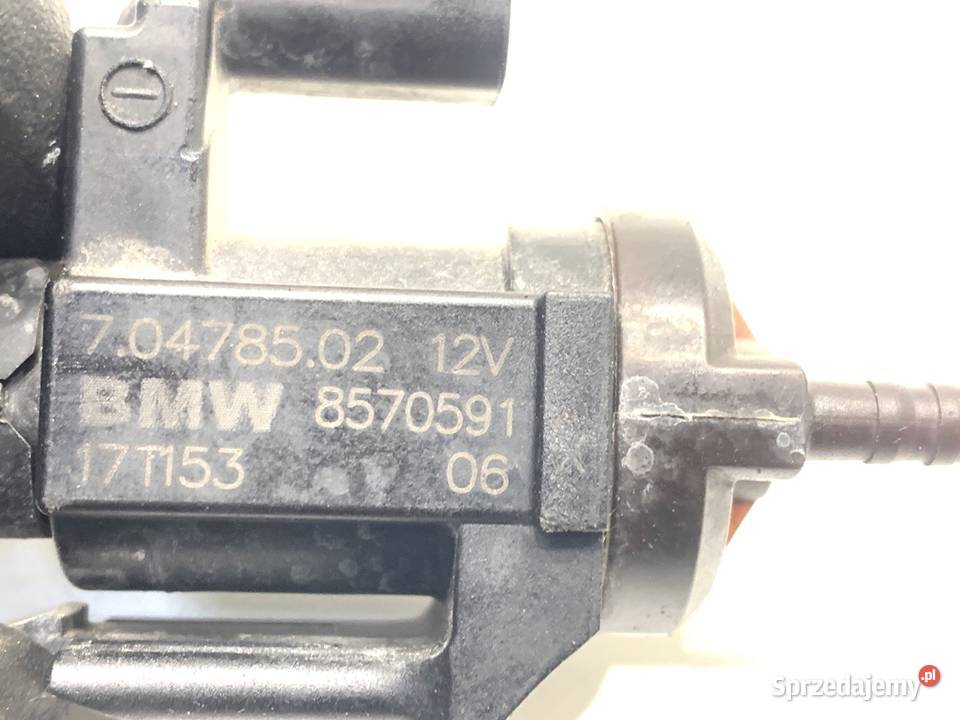 7.04785.02 12V
BMW 8570591
17T153 06
Sprzedajemy.pl